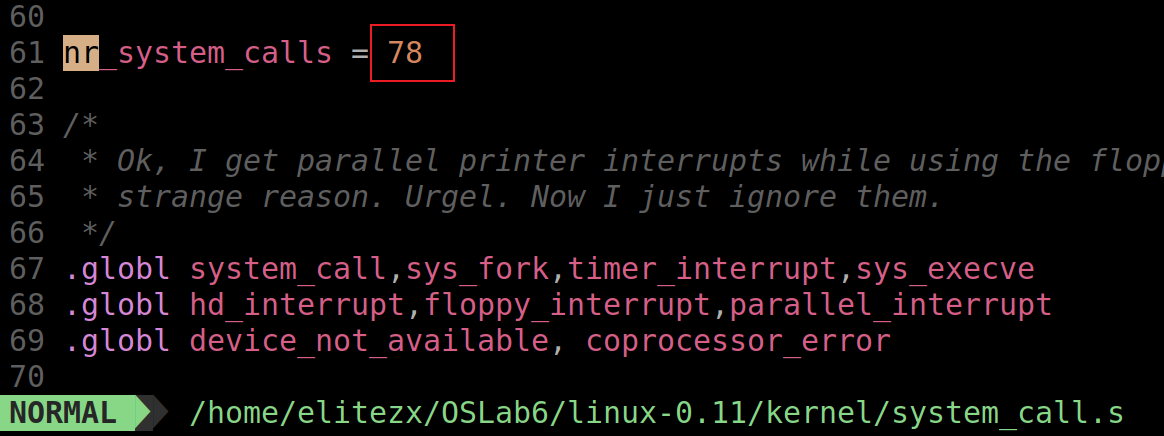 60
61 nr_system_calls = 78
62
63 /*
64  * Ok, I get parallel printer interrupts while using the
65  * strange reason. Urgel. Now I just ignore them.
66  */
67 .globl system_call,sys_fork,timer_interrupt,sys_execve
68 .globl hd_interrupt,floppy_interrupt,parallel_interrupt
69 .globl device_not_available, coprocessor_error
70
NORMAL /home/elitezx/OSLab6/linux-0.11/kernel/system_call.s